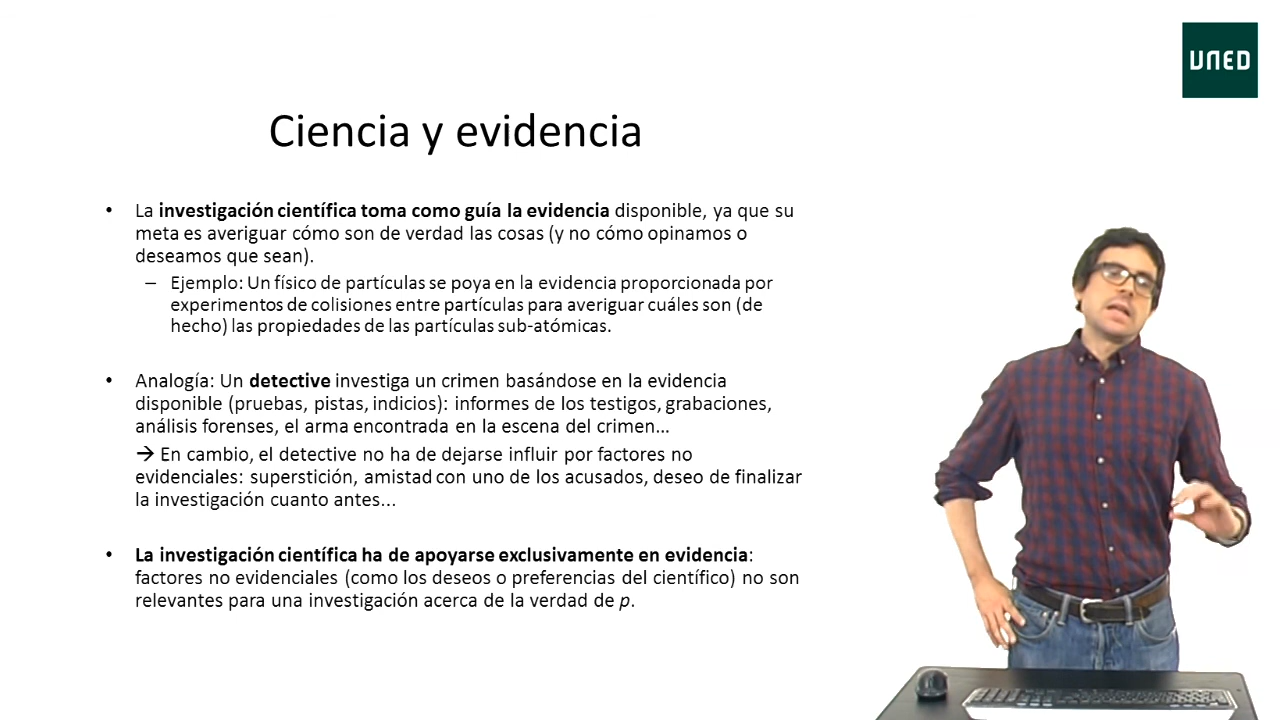 UNED
Ciencia y evidencia
• La investigación científica toma como guía la evidencia disponible, ya que su
meta es averiguar cómo son de verdad las cosas (y no cómo opinamos o
deseamos que sean).
– Ejemplo: Un físico de partículas se poya en la evidencia proporcionada por
experimentos de colisiones entre partículas para averiguar cuáles son (de
hecho) las propiedades de las partículas sub-atómicas.
• Analogía: Un detective investiga un crimen basándose en la evidencia
disponible (pruebas, pistas, indicios): informes de los testigos, grabaciones,
análisis forenses, el arma encontrada en la escena del crimen...
→ En cambio, el detective no ha de dejarse influir por factores no
evidenciales: superstición, amistad con uno de los acusados, deseo de finalizar
la investigación cuanto antes...
• La investigación científica ha de apoyarse exclusivamente en evidencia:
factores no evidenciales (como los deseos o preferencias del científico) no son
relevantes para una investigación acerca de la verdad de p.